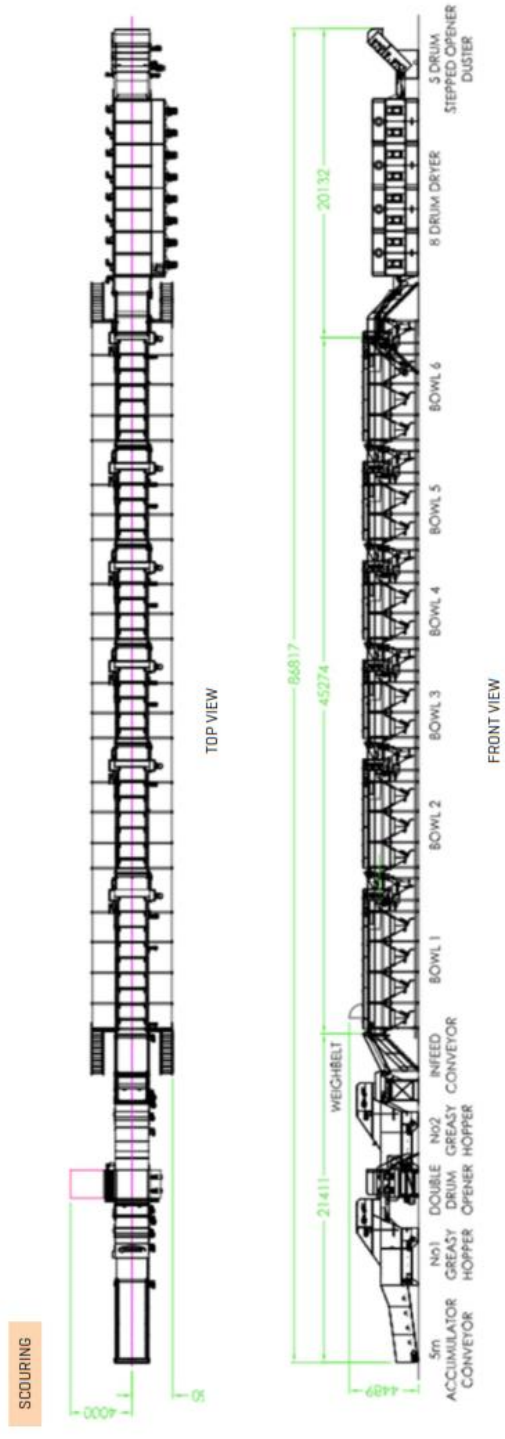 SCOURING
4000
TOP VIEW
86817
21411
45274
20132
4489
WEIGHBELT
5m
ACCUMULATOR
CONVEYOR
No1
GREASY
HOPPER
DOUBLE
DRUM
OPENER
No2
GREASY
HOPPER
INFEED
CONVEYOR
BOWL 1
BOWL 2
BOWL 3
BOWL 4
BOWL 5
BOWL 6
8 DRUM DRYER
5 DRUM
STEPPED OPENER
DUSTER
FRONT VIEW